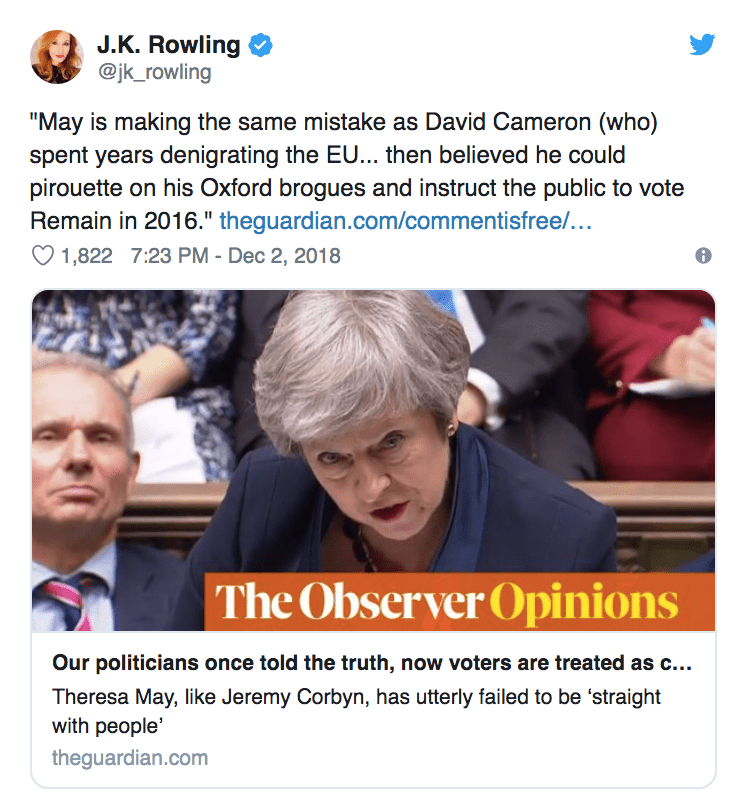 J.K. Rowling
@jk_rowling
"May is making the same mistake as David Cameron (who)
spent years denigrating the EU... then believed he could
pirouette on his Oxford brogues and instruct the public to vote
Remain in 2016." theguardian.com/commentisfree/…
1,822 7:23 PM - Dec 2, 2018
The Observer Opinions
Our politicians once told the truth, now voters are treated as c...
Theresa May, like Jeremy Corbyn, has utterly failed to be ‘straight
with people’
theguardian.com